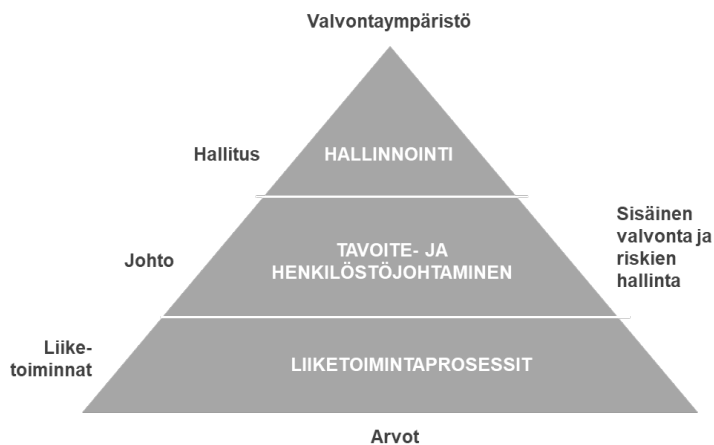 Valvontaympäristö
Hallitus
HALLINNOINTI
Johto
TAVOITE- JA
HENKILÖSTÖJOHTAMINEN
Sisäinen
valvonta ja
riskien
hallinta
Liike-
toiminnat
LIIKETOIMINTAPROSESSIT
Arvot